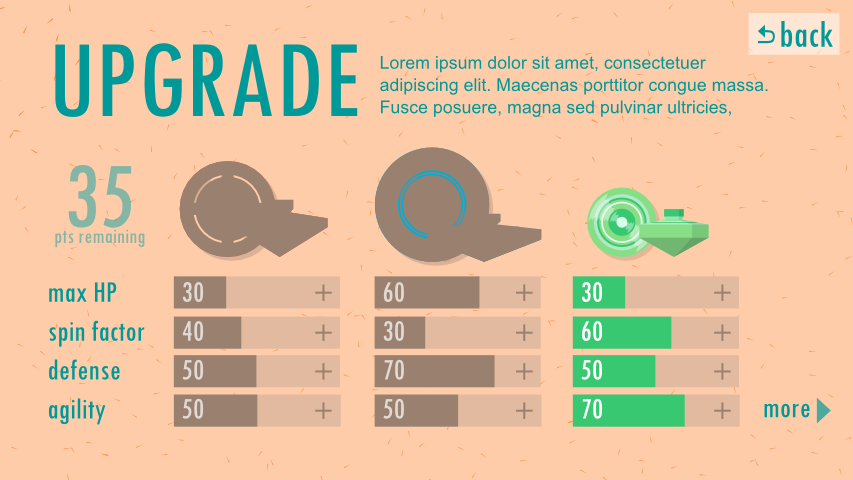 back
UPGRADE
Lorem ipsum dolor sit amet, consectetuer
adipiscing elit. Maecenas porttitor congue massa.
Fusce posuere, magna sed pulvinar ultricies,
35
pts remaining
max HP 30 + 60 + 30 +
spin factor 40 + 30 + 60 +
defense 50 + 70 + 50 +
agility 50 + 50 + 70 +
more